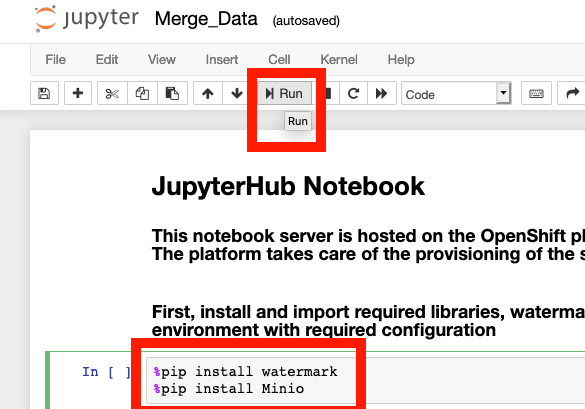 jupyter Merge_Data (autosaved)
File Edit View Insert Cell Kernel Help
Run Code
Run
JupyterHub Notebook
This notebook server is hosted on the OpenShift
The platform takes care of the provisioning of the
First, install and import required libraries,
environment with required configuration
In [ ] %pip install watermark
%pip install Minio